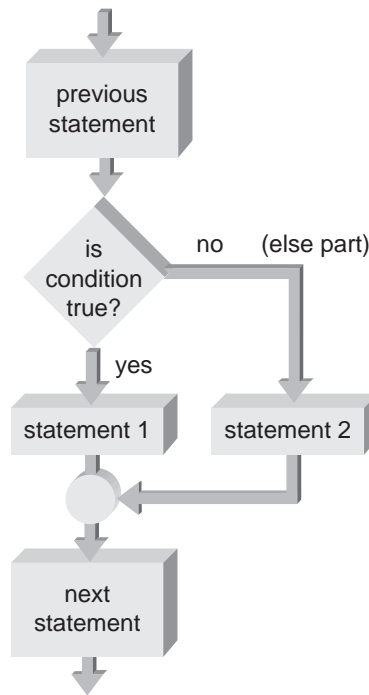 previous
statement
is
condition
true?
no (else part)
yes
statement 1
statement 2
next
statement